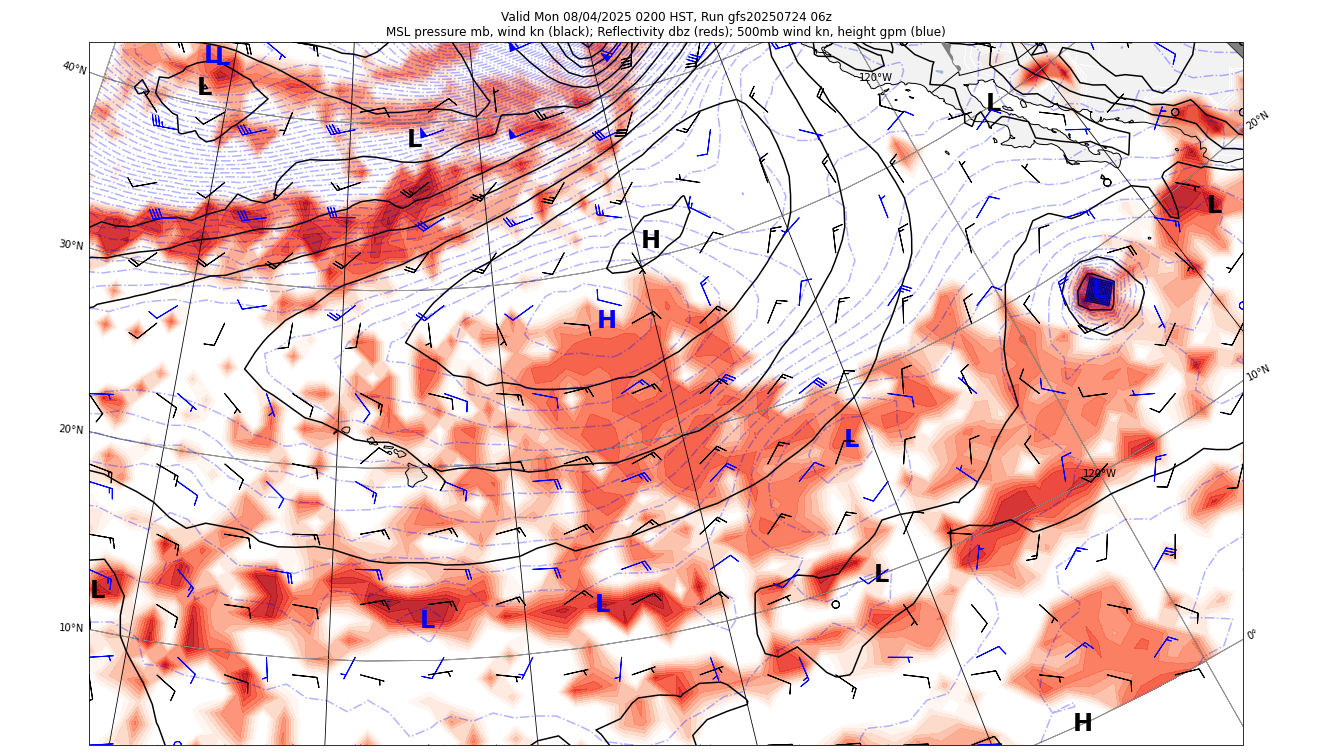 Valid Mon 08/04/2025 0200 HST, Run gfs20250724 06z
MSL pressure mb, wind kn (black); Reflectivity dbz (reds); 500mb wind kn, height gpm (blue)
L L
40°N
120°W
L
L
L
20°N
L
30°N
H
H
10°N
20°N
L
120°W
L
L
L
L
10°N
0°
H